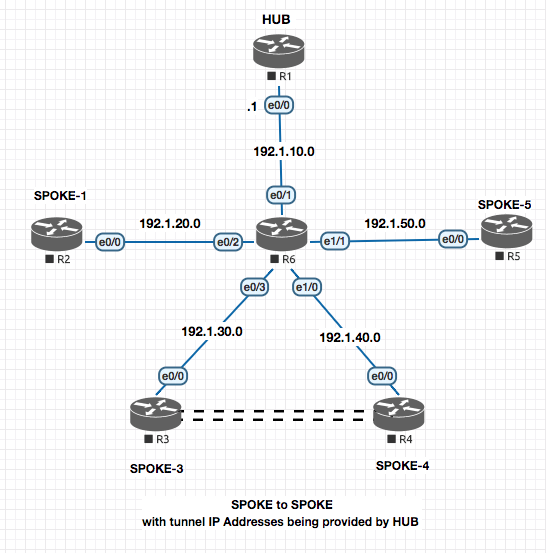 HUB
R1
.1
e0/0
192.1.10.0
e0/1
SPOKE-1
SPOKE-5
192.1.20.0
192.1.50.0
e0/0
e0/2
e1/1
e0/0
R2
R6
R5
e0/3
e1/0
192.1.30.0
192.1.40.0
e0/0
e0/0
R3
R4
SPOKE-3
SPOKE-4
SPOKE to SPOKE
with tunnel IP Addresses being provided by HUB